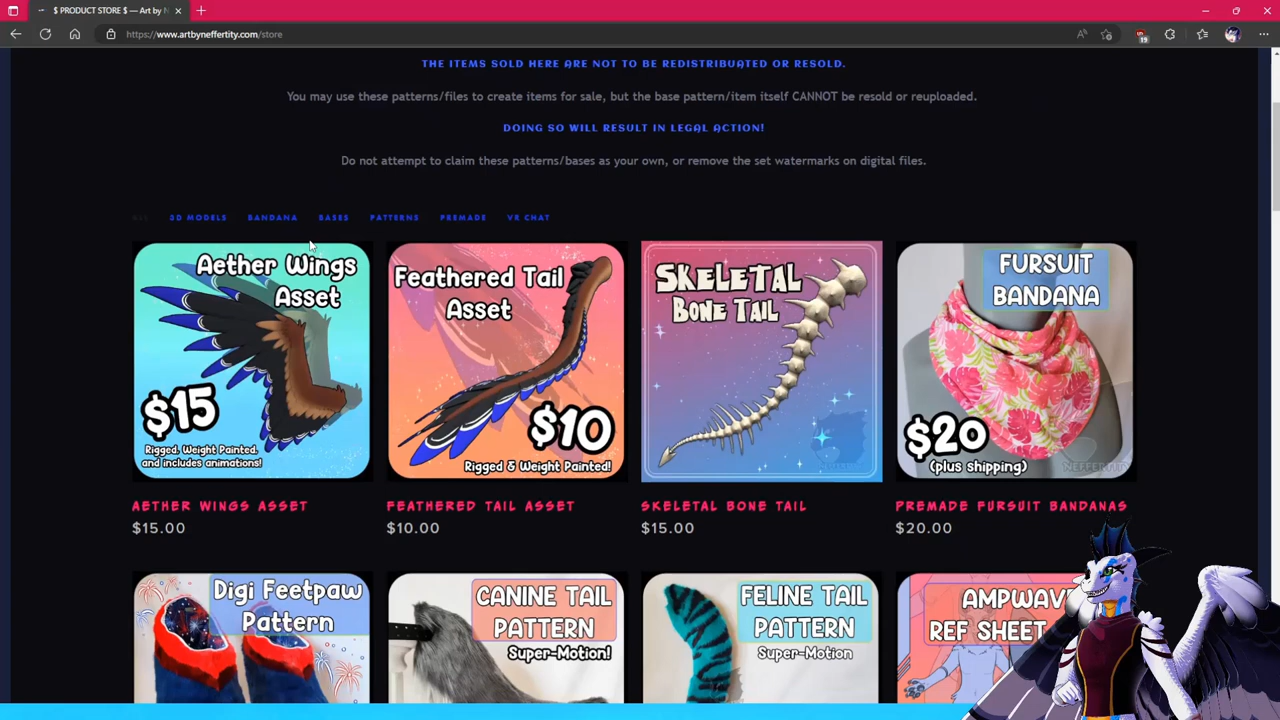 $ PRODUCT STORE $ — Art by N
https://www.artbyneffertity.com/store
19
THE ITEMS SOLD HERE ARE NOT TO BE REDISTRIBUATED OR RESOLD.
You may use these patterns/files to create items for sale, but the base pattern/item itself CANNOT be resold or reuploaded.
DOING SO WILL RESULT IN LEGAL ACTION!
Do not attempt to claim these patterns/bases as your own, or remove the set watermarks on digital files.
ALL 3D MODELS BANDANA BASES PATTERNS PREMADE VR CHAT
Aether Wings
Asset
$15
Rigged, Weight Painted,
and includes animations!
Feathered Tail
Asset
$10
Rigged & Weight Painted!
SKELETAL
BONE TAIL
FURSUIT
BANDANA
$20
(plus shipping)
NEFFERTITY
AETHER WINGS ASSET
$15.00
FEATHERED TAIL ASSET
$10.00
SKELETAL BONE TAIL
$15.00
PREMADE FURSUIT BANDANAS
$20.00
Digi Feetpaw
Pattern
CANINE TAIL
PATTERN
Super-Motion!
FELINE TAIL
PATTERN
Super-Motion
AMPWAV
REF SHEET